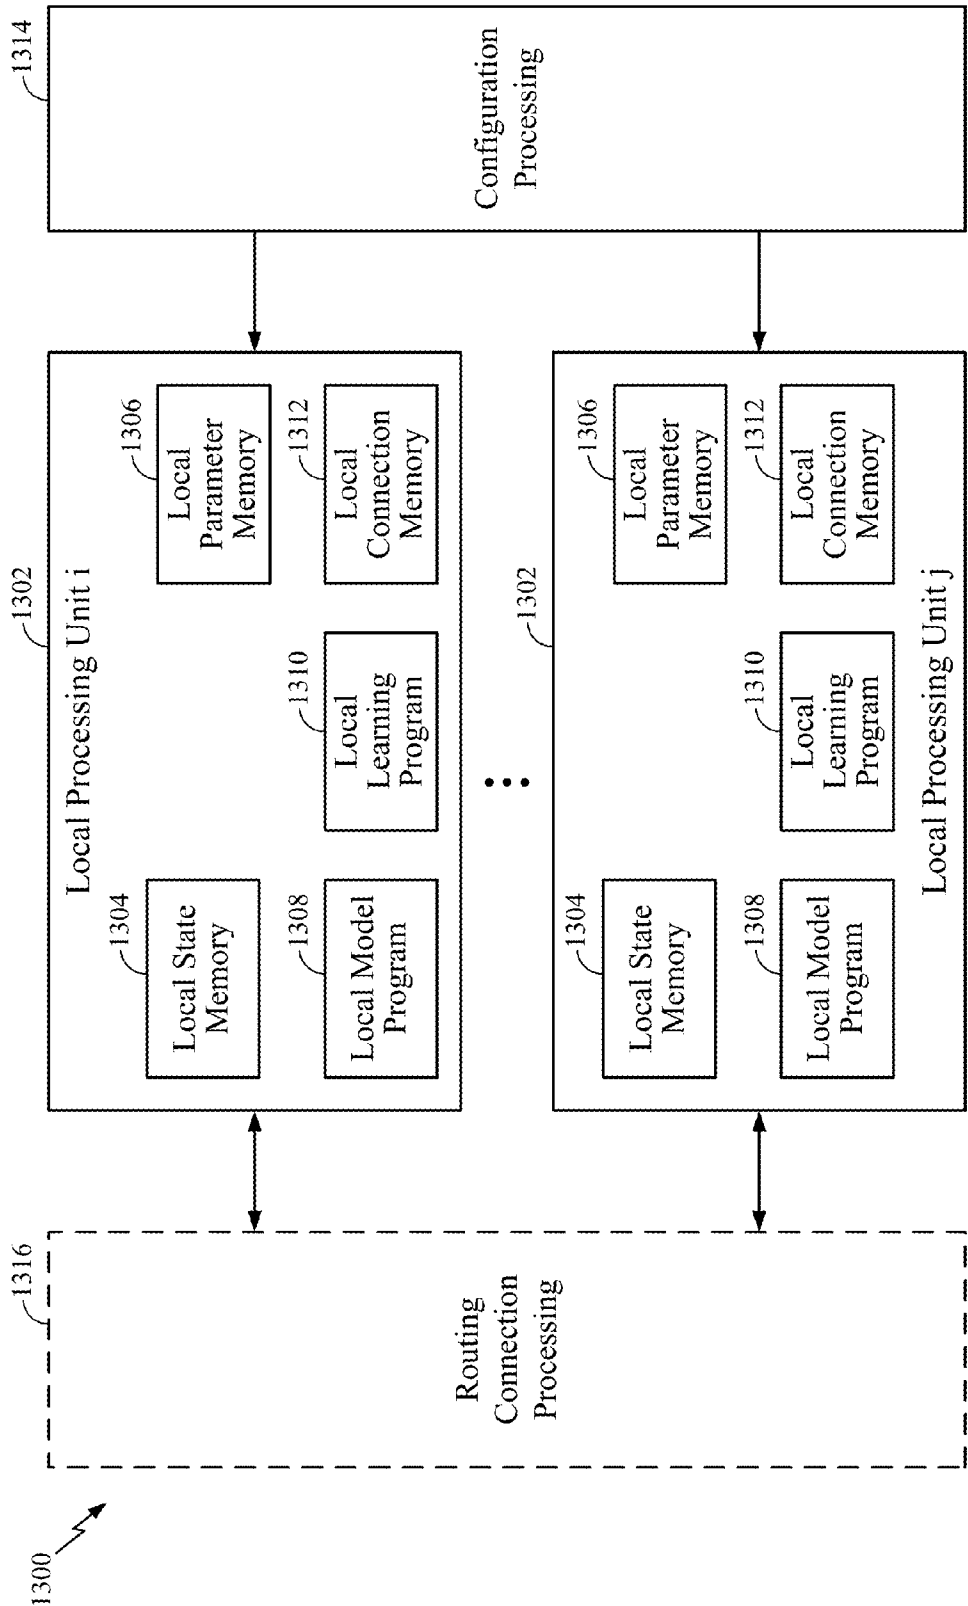 1300
1316
Routing
Connection
Processing
1302
Local Processing Unit i
1304
Local State
Memory
1306
Local
Parameter
Memory
1308
Local Model
Program
1310
Local
Learning
Program
1312
Local
Connection
Memory
1302
1304
Local State
Memory
1306
Local
Parameter
Memory
1308
Local Model
Program
1310
Local
Learning
Program
1312
Local
Connection
Memory
Local Processing Unit j
1314
Configuration
Processing